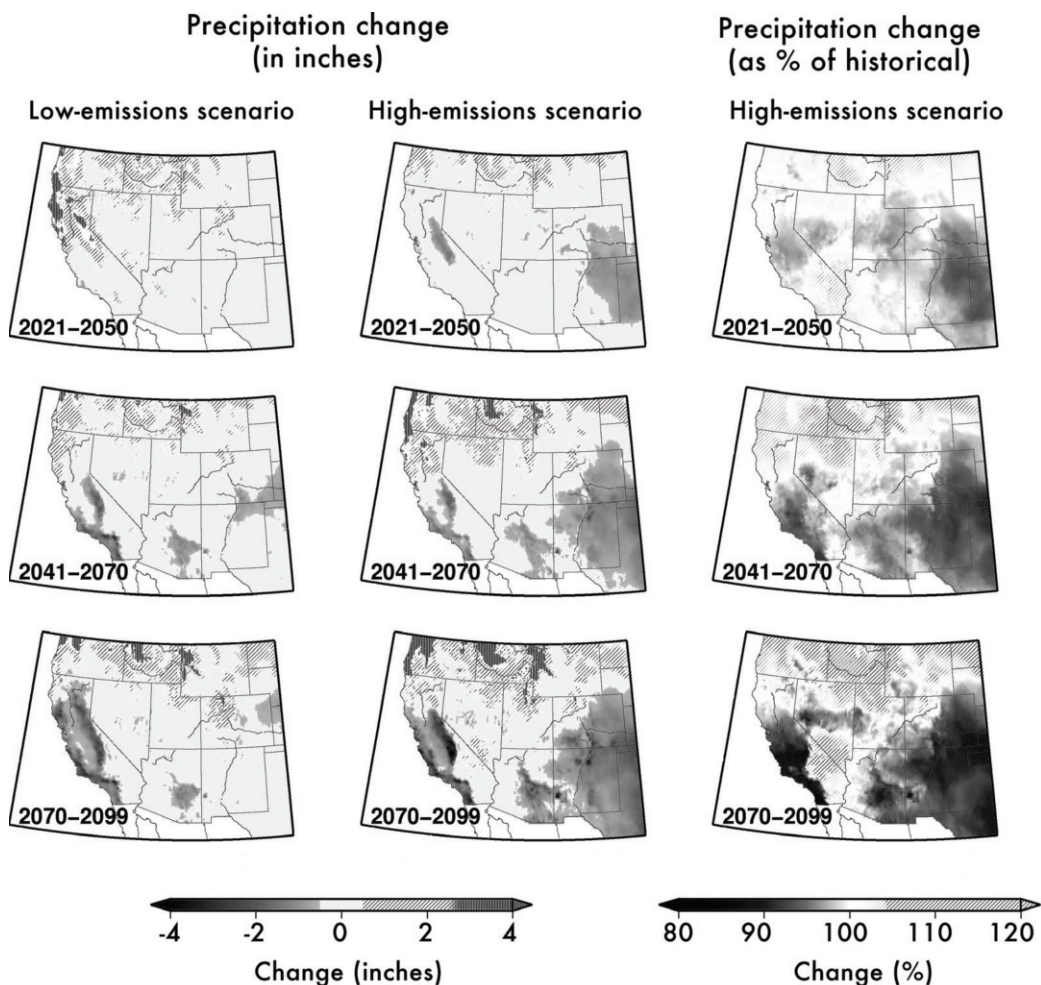 Precipitation change
(in inches)
Precipitation change
(as % of historical)
Low-emissions scenario
High-emissions scenario
High-emissions scenario
2021–2050
2021–2050
2021–2050
2041–2070
2041–2070
2041–2070
2070–2099
2070–2099
2070–2099
-4 -2 0 2 4
Change (inches)
80 90 100 110 120
Change (%)